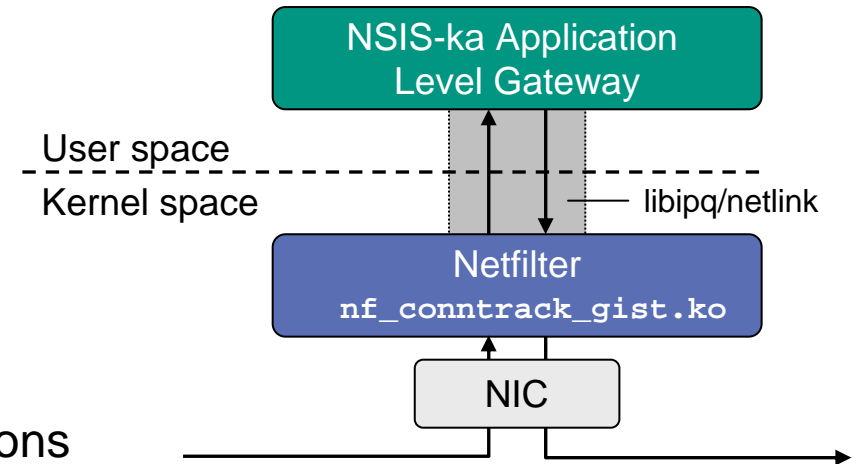 NSIS-ka Application
Level Gateway
User space
Kernel space
libipq/netlink
Netfilter
nf_conntrack_gist.ko
NIC
ons